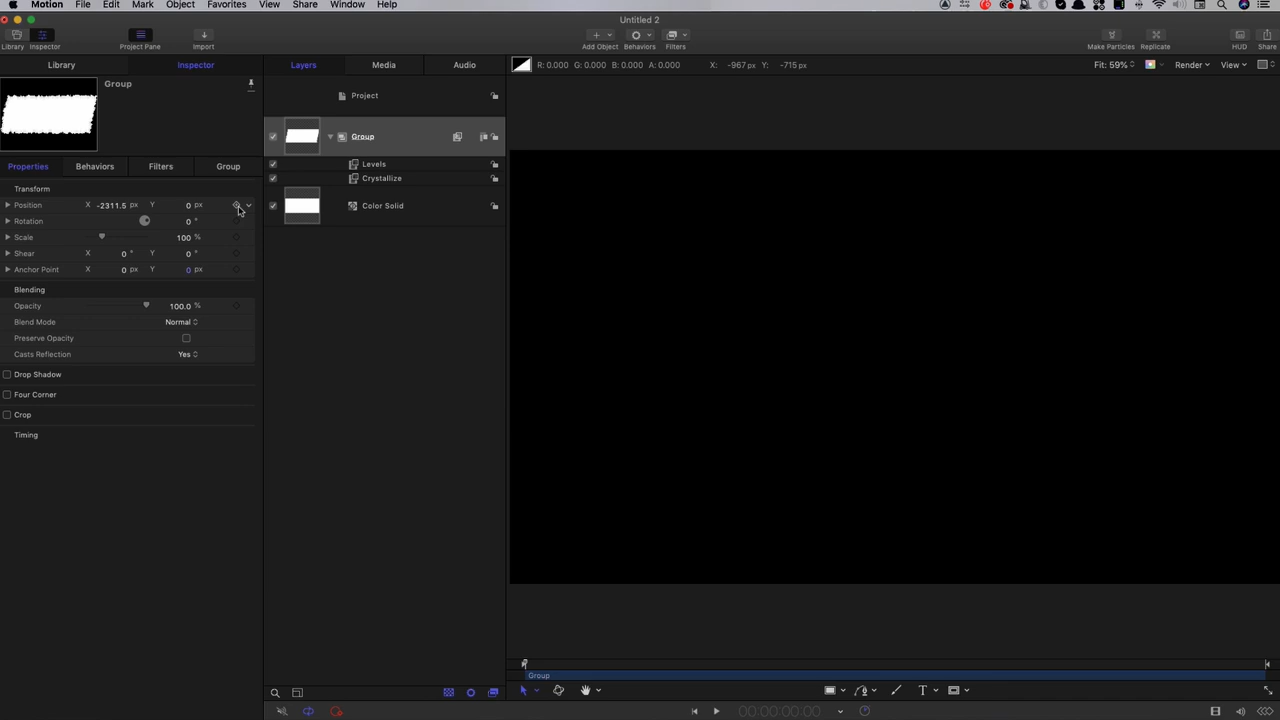 Motion File Edit Mark Object Favorites View Share Window Help
Untitled 2
Library Inspector Project Pane Import Add Object Behaviors Filters Make Particles Replicate HUD Share
Library Inspector Layers Media Audio R: 0.000 G: 0.000 B: 0.000 A: 0.000 X: -967 px Y: -715 px Fit: 59% Render View
Group
Project
Group
Properties Behaviors Filters Group
Levels
Crystallize
Transform
Position X -2311.5 px Y 0 px
Color Solid
Rotation 0 °
Scale 100 %
Shear X 0 ° Y 0 °
Anchor Point X 0 px Y 0 px
Blending
Opacity 100.0 %
Blend Mode Normal
Preserve Opacity
Casts Reflection Yes
Drop Shadow
Four Corner
Crop
Timing
Group
T
00:00:00:00